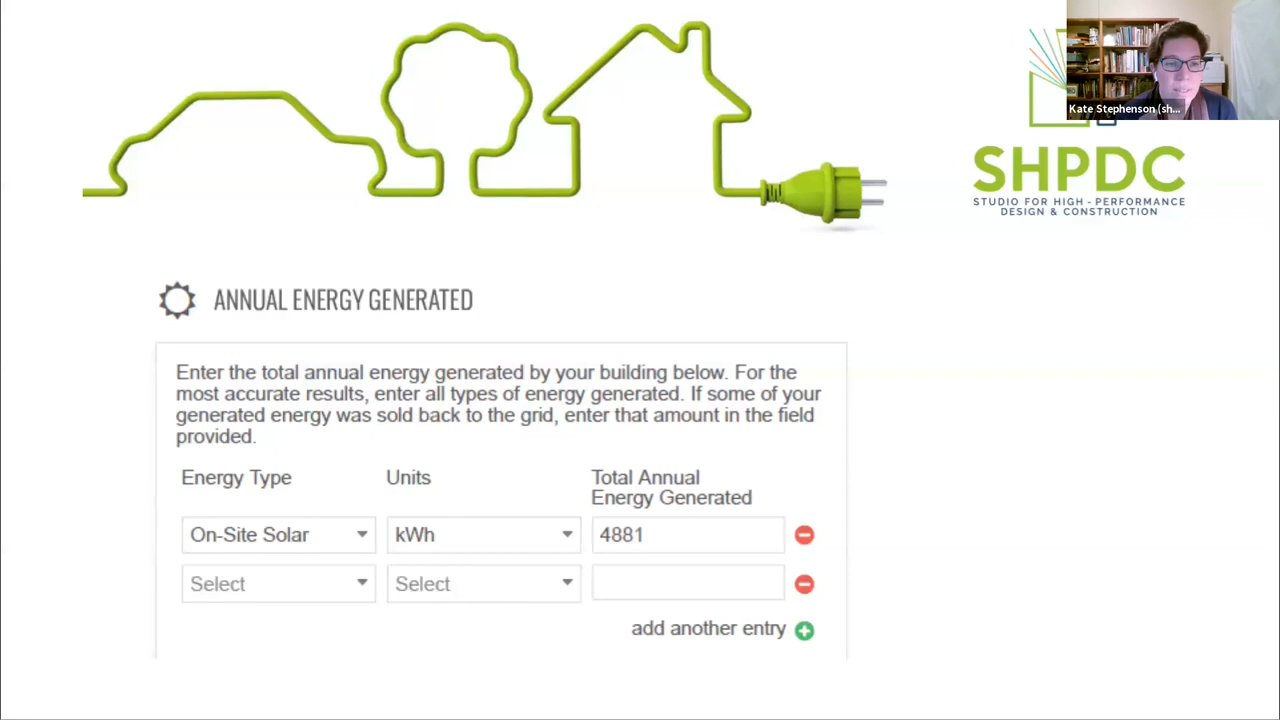 Kate Stephenson (sh...
SHPDC
STUDIO FOR HIGH - PERFORMANCE
DESIGN & CONSTRUCTION
ANNUAL ENERGY GENERATED
Enter the total annual energy generated by your building below. For the
most accurate results, enter all types of energy generated. If some of your
generated energy was sold back to the grid, enter that amount in the field
provided.
Energy Type Units Total Annual
Energy Generated
On-Site Solar kWh 4881
Select Select
add another entry